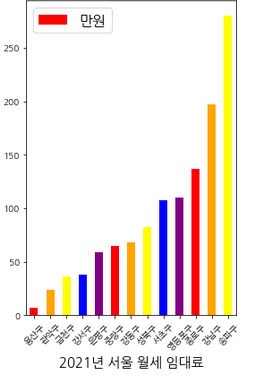 만원
250
200
150
100
50
0
용산구
관악구
금천구
강서구
은평구
중랑구
강동구
성북구
서초구
영등포구
종로구
강남구
송파구
2021년 서울 월세 임대료